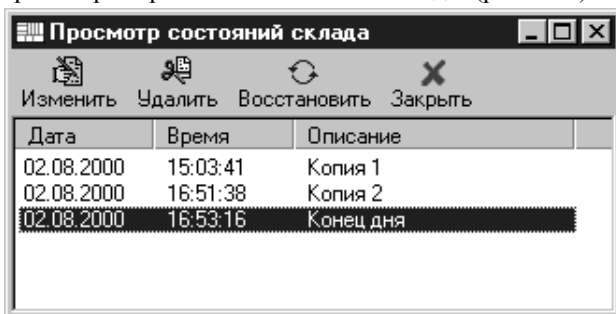 Просмотр состояний склада
Изменить Удалить Восстановить Закрыть
Дата Время Описание
02.08.2000 15:03:41 Копия 1
02.08.2000 16:51:38 Копия 2
02.08.2000 16:53:16 Конец дня